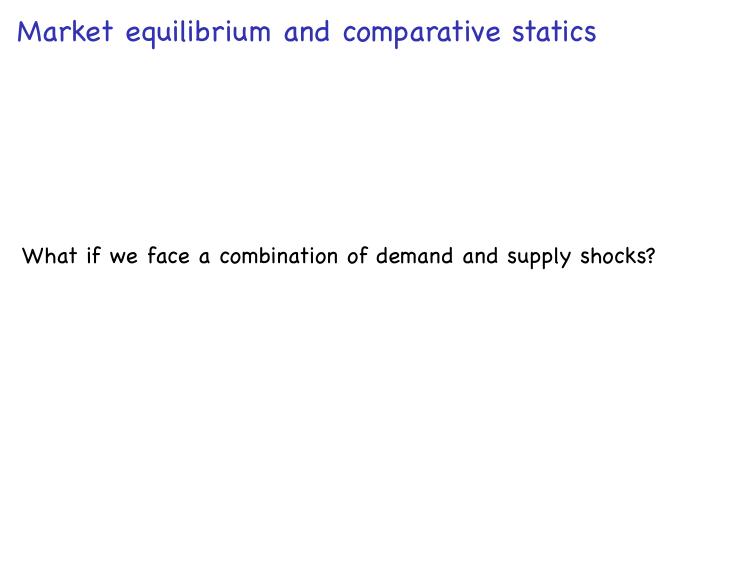 Market equilibrium and comparative statics
What if we face a combination of demand and supply shocks?